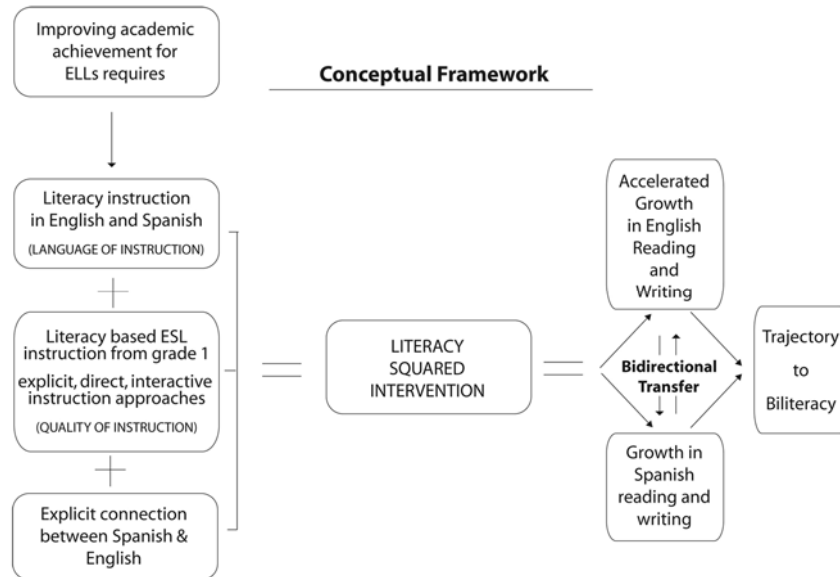 Improving academic
achievement for
ELLs requires
Conceptual Framework
Literacy instruction
in English and Spanish
(LANGUAGE OF INSTRUCTION)
+
Literacy based ESL
instruction from grade 1
explicit, direct, interactive
instruction approaches
(QUALITY OF INSTRUCTION)
+
Explicit connection
between Spanish &
English
=
LITERACY
SQUARED
INTERVENTION
=
Accelerated
Growth
in English
Reading
and
Writing
Bidirectional
Transfer
Growth in
Spanish
reading and
writing
Trajectory
to
Biliteracy